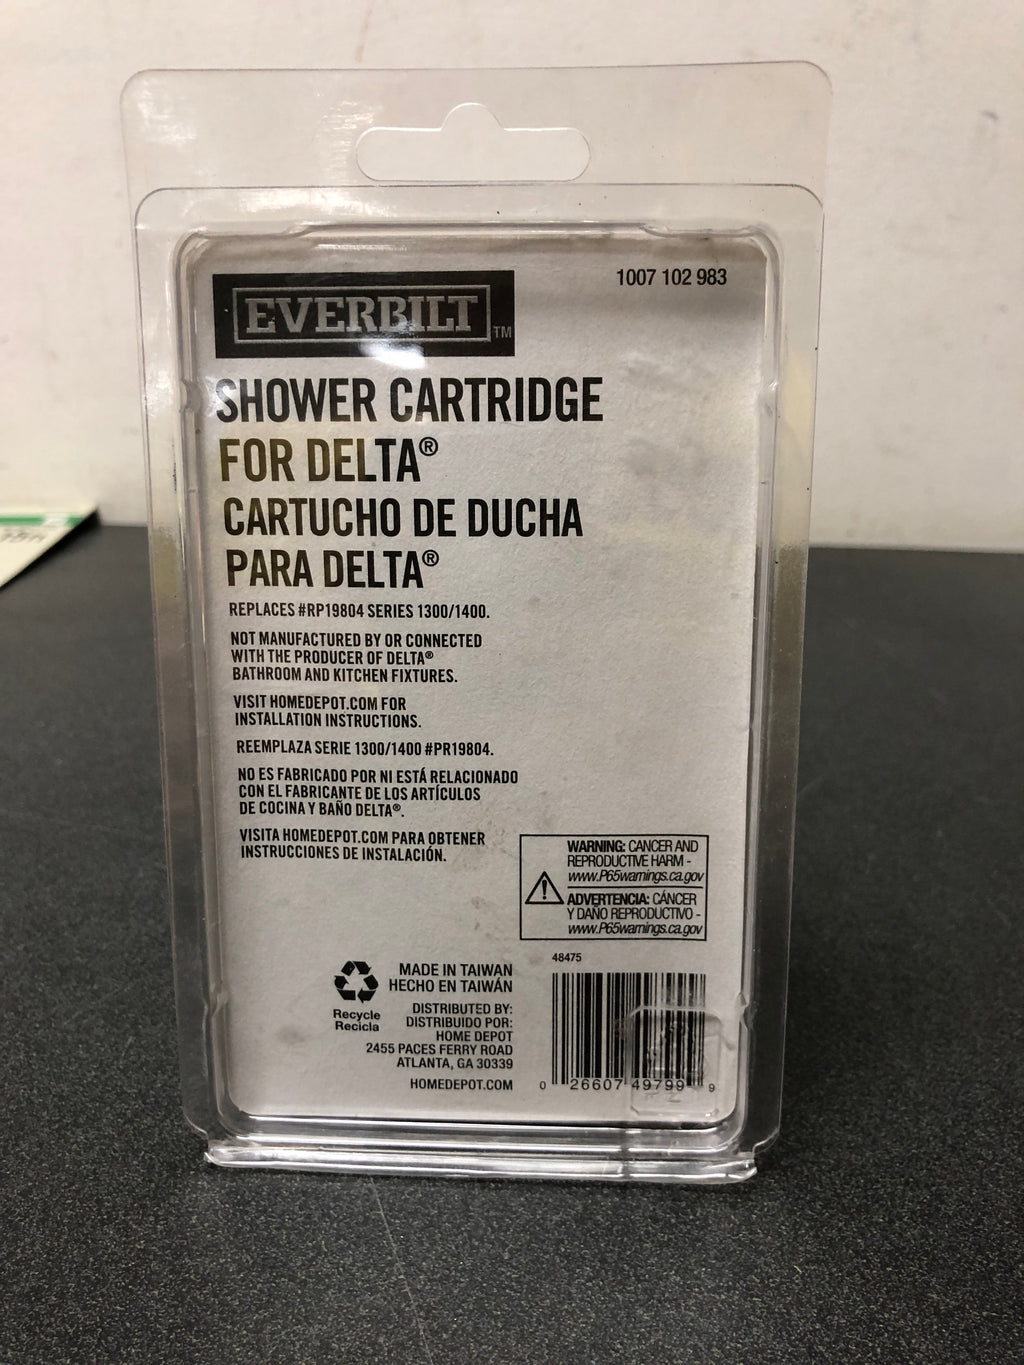 1007 102 983
EVERBILT
TM
SHOWER CARTRIDGE
FOR DELTA®
CARTUCHO DE DUCHA
PARA DELTA®
REPLACES #RP19804 SERIES 1300/1400.
NOT MANUFACTURED BY OR CONNECTED
WITH THE PRODUCER OF DELTA®
BATHROOM AND KITCHEN FIXTURES.
VISIT HOMEDEPOT.COM FOR
INSTALLATION INSTRUCTIONS.
REEMPLAZA SERIE 1300/1400 #PR19804.
NO ES FABRICADO POR NI ESTÁ RELACIONADO
CON EL FABRICANTE DE LOS ARTÍCULOS
DE COCINA Y BAÑO DELTA®.
VISITA HOMEDEPOT.COM PARA OBTENER
INSTRUCCIONES DE INSTALACIÓN.
WARNING: CANCER AND
REPRODUCTIVE HARM -
www.P65warnings.ca.gov
ADVERTENCIA: CÁNCER
Y DAÑO REPRODUCTIVO -
www.P65warnings.ca.gov
Recycle
Recicla
MADE IN TAIWAN
HECHO EN TAIWÁN
DISTRIBUTED BY:
DISTRIBUIDO POR:
HOME DEPOT
2455 PACES FERRY ROAD
ATLANTA, GA 30339
HOMEDEPOT.COM
48475
0 26607 49799 9